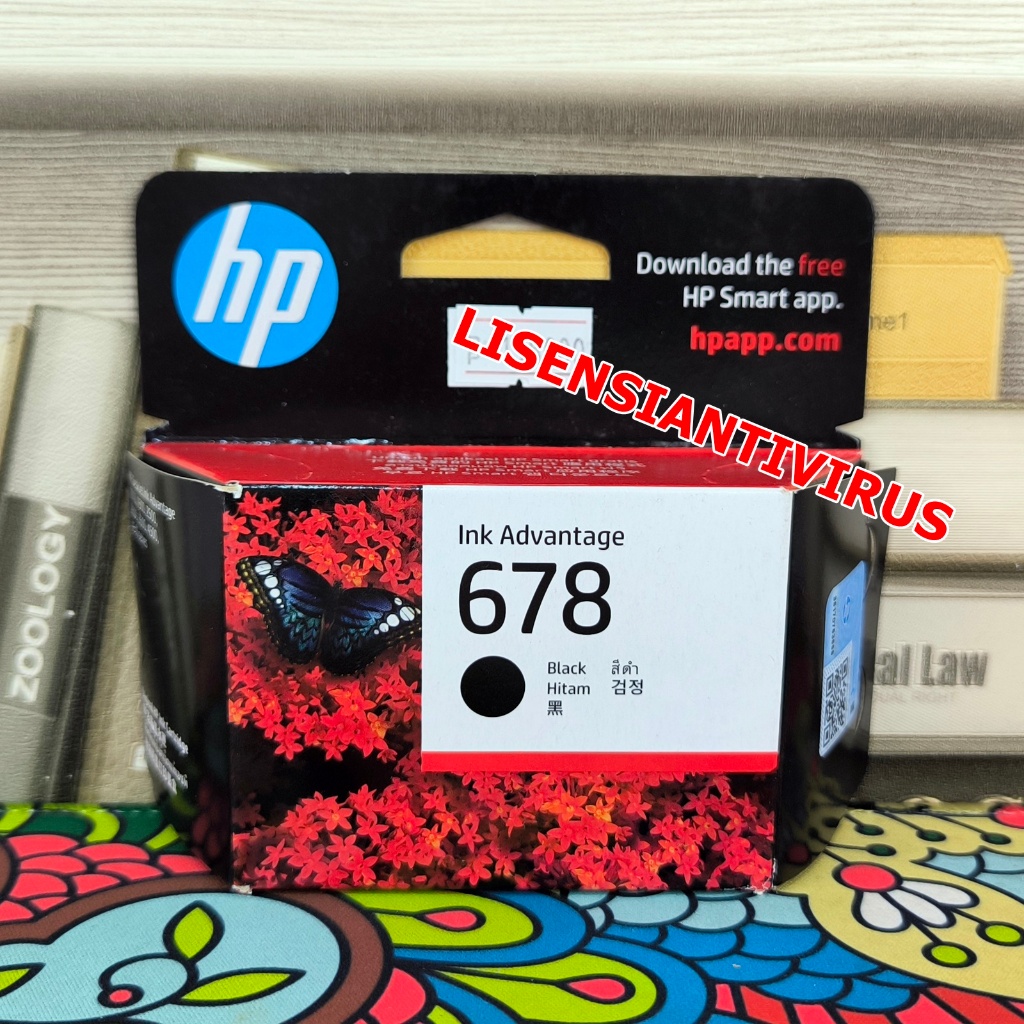 hp
Download the free
HP Smart app.
hpapp.com
LISENSIANTIVIRUS
Ink Advantage
678
Black สีดำ
Hitam 검정
黑
ZOOLOGY
Law